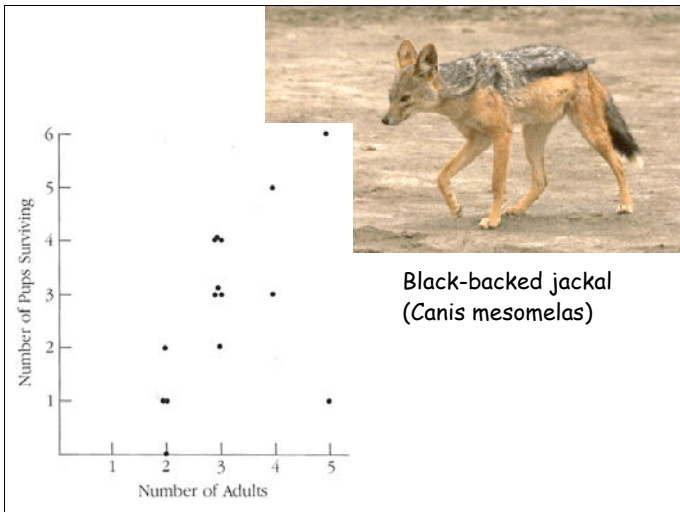 6
5
4
3
2
1
Number of Pups Surviving
1 2 3 4 5
Number of Adults
Black-backed jackal
(Canis mesomelas)